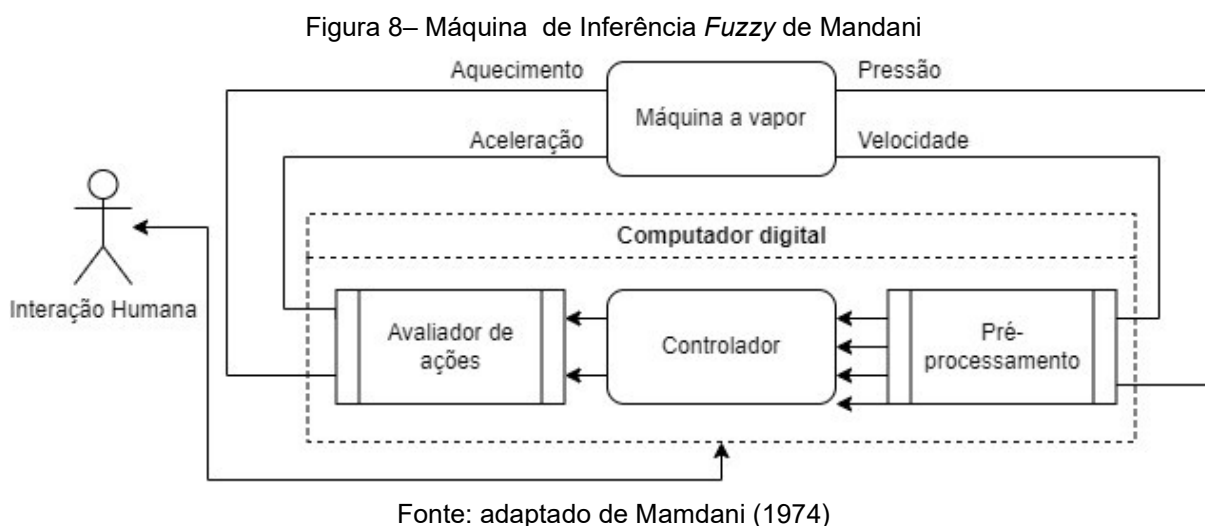 Figura 8– Máquina de Inferência Fuzzy de Mandani
Aquecimento
Pressão
Máquina a vapor
Aceleração
Velocidade
Computador digital
Interação Humana
Avaliador de
ações
Controlador
Pré-
processamento
Fonte: adaptado de Mamdani (1974)